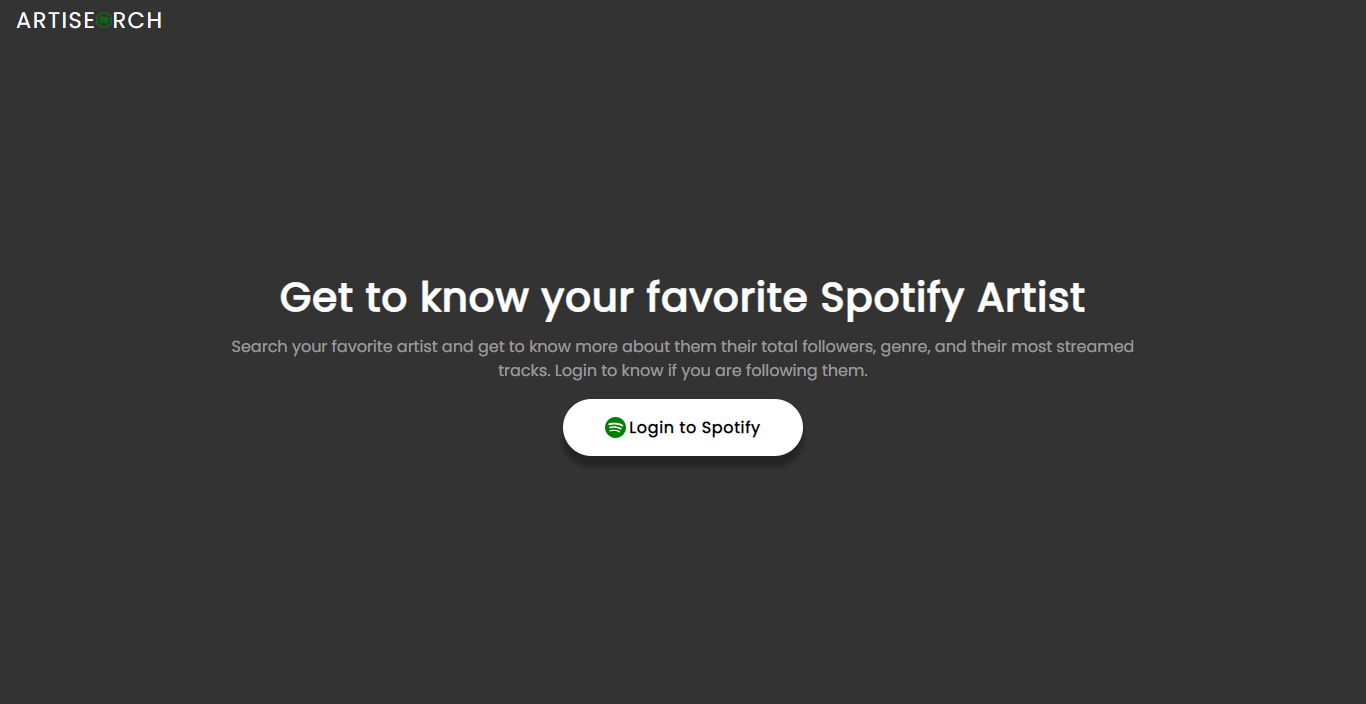 ARTISERCH
Get to know your favorite Spotify Artist
Search your favorite artist and get to know more about them their total followers, genre, and their most streamed
tracks. Login to know if you are following them.
Login to Spotify